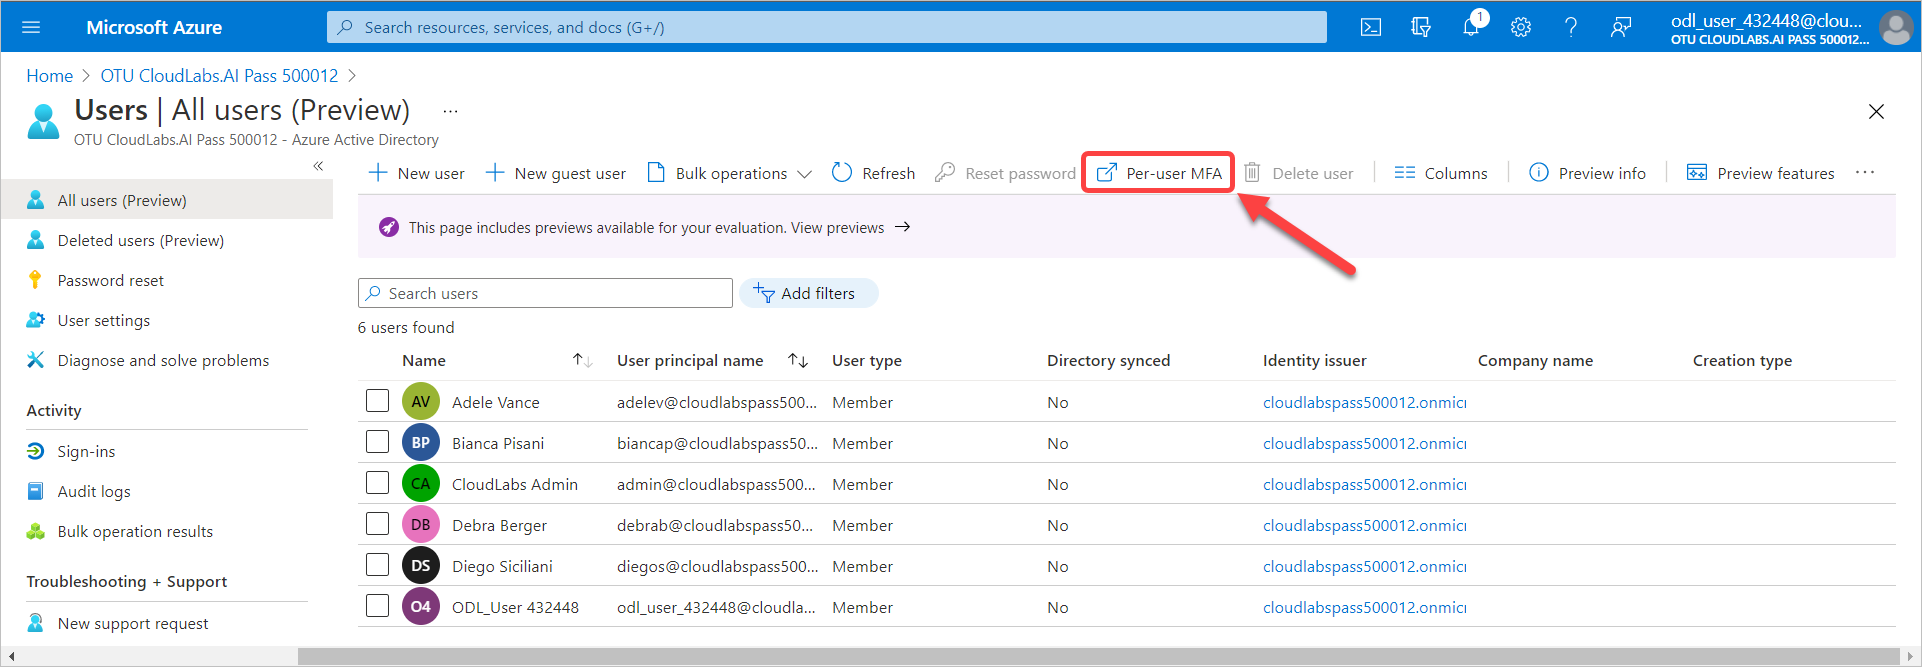 Microsoft Azure
Search resources, services, and docs (G+/)
1
odl_user_432448@clou...
OTU CLOUDLABS.AI PASS 500012...
Home > OTU CloudLabs.AI Pass 500012 >
Users | All users (Preview) ...
OTU CloudLabs.AI Pass 500012 - Azure Active Directory
New user New guest user Bulk operations Refresh Reset password Per-user MFA Delete user Columns Preview info Preview features ...
This page includes previews available for your evaluation. View previews →
All users (Preview)
Deleted users (Preview)
Password reset
User settings
Diagnose and solve problems
Activity
Sign-ins
Audit logs
Bulk operation results
Troubleshooting + Support
New support request
Search users Add filters
6 users found
Name User principal name User type Directory synced Identity issuer Company name Creation type
AV Adele Vance adelev@cloudlabspass500... Member No cloudlabspass500012.onmicr
BP Bianca Pisani biancap@cloudlabspass50... Member No cloudlabspass500012.onmicr
CA CloudLabs Admin admin@cloudlabspass500... Member No cloudlabspass500012.onmicr
DB Debra Berger debrab@cloudlabspass50... Member No cloudlabspass500012.onmicr
DS Diego Siciliani diegos@cloudlabspass500... Member No cloudlabspass500012.onmicr
O4 ODL_User 432448 odl_user_432448@cloudla... Member No cloudlabspass500012.onmicr